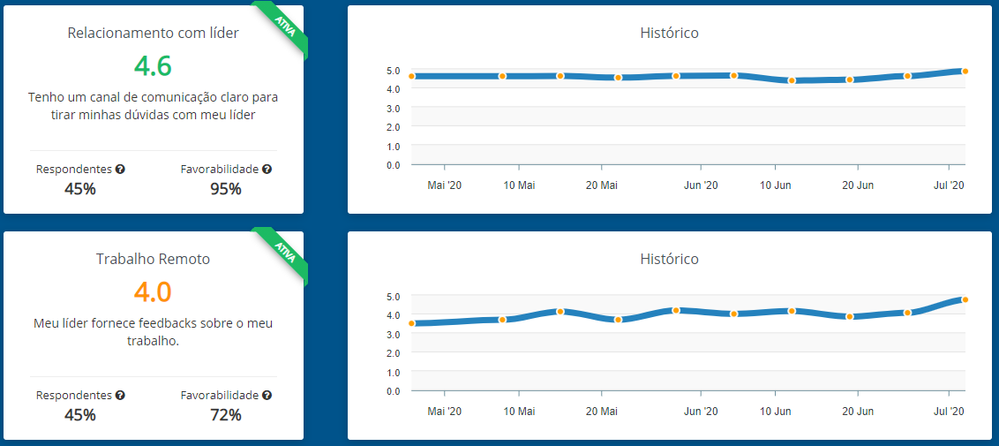 Relacionamento com líder
ATIVA
4.6
Tenho um canal de comunicação claro para
tirar minhas dúvidas com meu líder
Respondentes ?
Favorabilidade ?
45%
95%
Histórico
5.0
4.0
3.0
2.0
1.0
0.0
Mai '20
10 Mai
20 Mai
Jun '20
10 Jun
20 Jun
Jul '20
Trabalho Remoto
ATIVA
4.0
Meu líder fornece feedbacks sobre o meu
trabalho.
Respondentes ?
Favorabilidade ?
45%
72%
Histórico
5.0
4.0
3.0
2.0
1.0
0.0
Mai '20
10 Mai
20 Mai
Jun '20
10 Jun
20 Jun
Jul '20